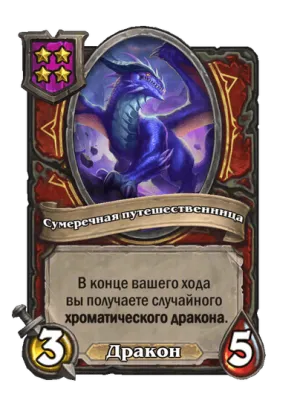 Сумеречная путешественница
В конце вашего хода
вы получаете случайного
хроматического дракона.
3
Дракон
5